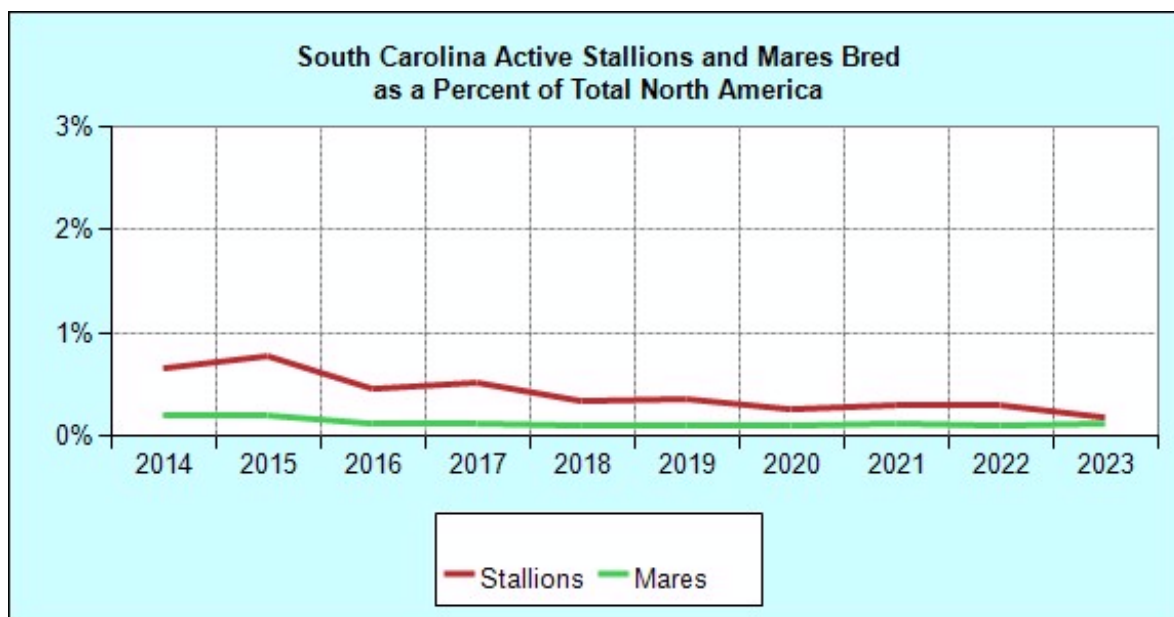 South Carolina Active Stallions and Mares Bred
as a Percent of Total North America
3%
2%
1%
0%
2014 2015 2016 2017 2018 2019 2020 2021 2022 2023
Stallions Mares